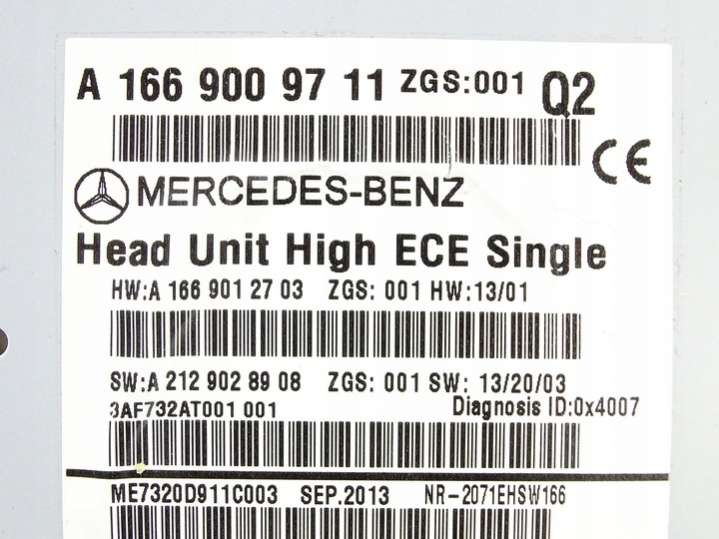 A 166 900 97 11 ZGS:001 Q2
CE
MERCEDES-BENZ
Head Unit High ECE Single
HW:A 166 901 27 03 ZGS: 001 HW:13/01
SW:A 212 902 89 08 ZGS: 001 SW: 13/20/03
3AF732AT001 001 Diagnosis ID:0x4007
ME7320D911C003 SEP.2013 NR-2071EHSW166